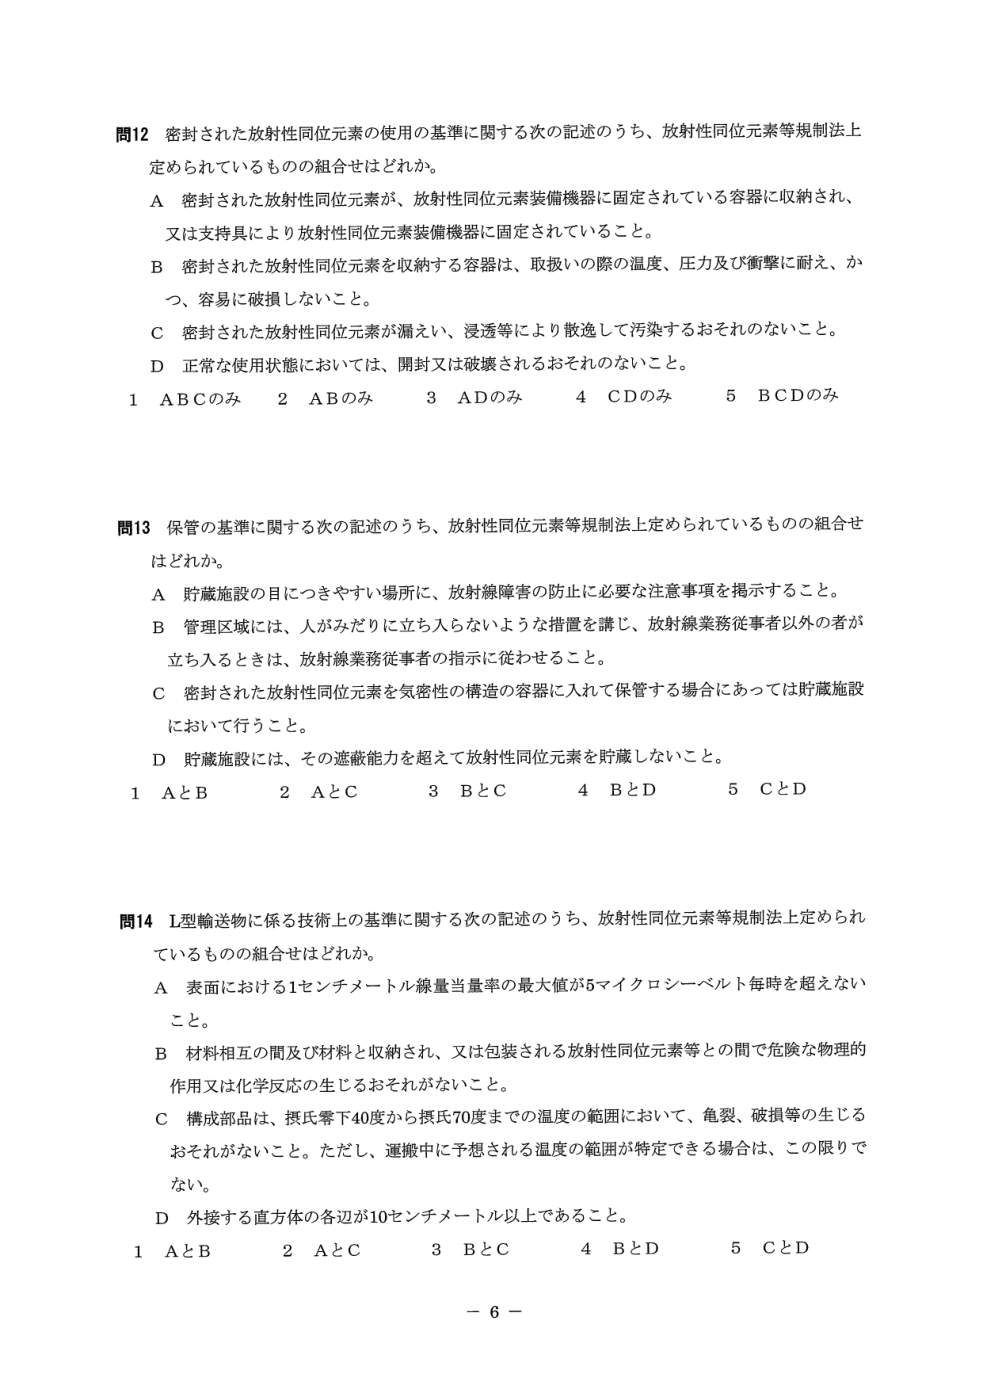 問12　密封された放射性同位元素の使用の基準に関する次の記述のうち、放射性同位元素等規制法上
定められているものの組合せはどれか。
A　密封された放射性同位元素が、放射性同位元素装備機器に固定されている容器に収納され、
又は支持具により放射性同位元素装備機器に固定されていること。
B　密封された放射性同位元素を収納する容器は、取扱いの際の温度、圧力及び衝撃に耐え、か
つ、容易に破損しないこと。
C　密封された放射性同位元素が漏えい、浸透等により散逸して汚染するおそれのないこと。
D　正常な使用状態においては、開封又は破壊されるおそれのないこと。
1　ABCのみ　　2　ABのみ　　3　ADのみ　　4　CDのみ　　5　BCDのみ
問13　保管の基準に関する次の記述のうち、放射性同位元素等規制法上定められているものの組合せ
はどれか。
A　貯蔵施設の目につきやすい場所に、放射線障害の防止に必要な注意事項を掲示すること。
B　管理区域には、人がみだりに立ち入らないような措置を講じ、放射線業務従事者以外の者が
立ち入るときは、放射線業務従事者の指示に従わせること。
C　密封された放射性同位元素を気密性の構造の容器に入れて保管する場合にあっては貯蔵施設
において行うこと。
D　貯蔵施設には、その遮蔽能力を超えて放射性同位元素を貯蔵しないこと。
1　AとB　　2　AとC　　3　BとC　　4　BとD　　5　CとD
問14　L型輸送物に係る技術上の基準に関する次の記述のうち、放射性同位元素等規制法上定められ
ているものの組合せはどれか。
A　表面における1センチメートル線量当量率の最大値が5マイクロシーベルト毎時を超えない
こと。
B　材料相互の間及び材料と収納され、又は包装される放射性同位元素等との間で危険な物理的
作用又は化学反応の生じるおそれがないこと。
C　構成部品は、摂氏零下40度から摂氏70度までの温度の範囲において、亀裂、破損等の生じる
おそれがないこと。ただし、運搬中に予想される温度の範囲が特定できる場合は、この限りで
ない。
D　外接する直方体の各辺が10センチメートル以上であること。
1　AとB　　2　AとC　　3　BとC　　4　BとD　　5　CとD
― 6 ―